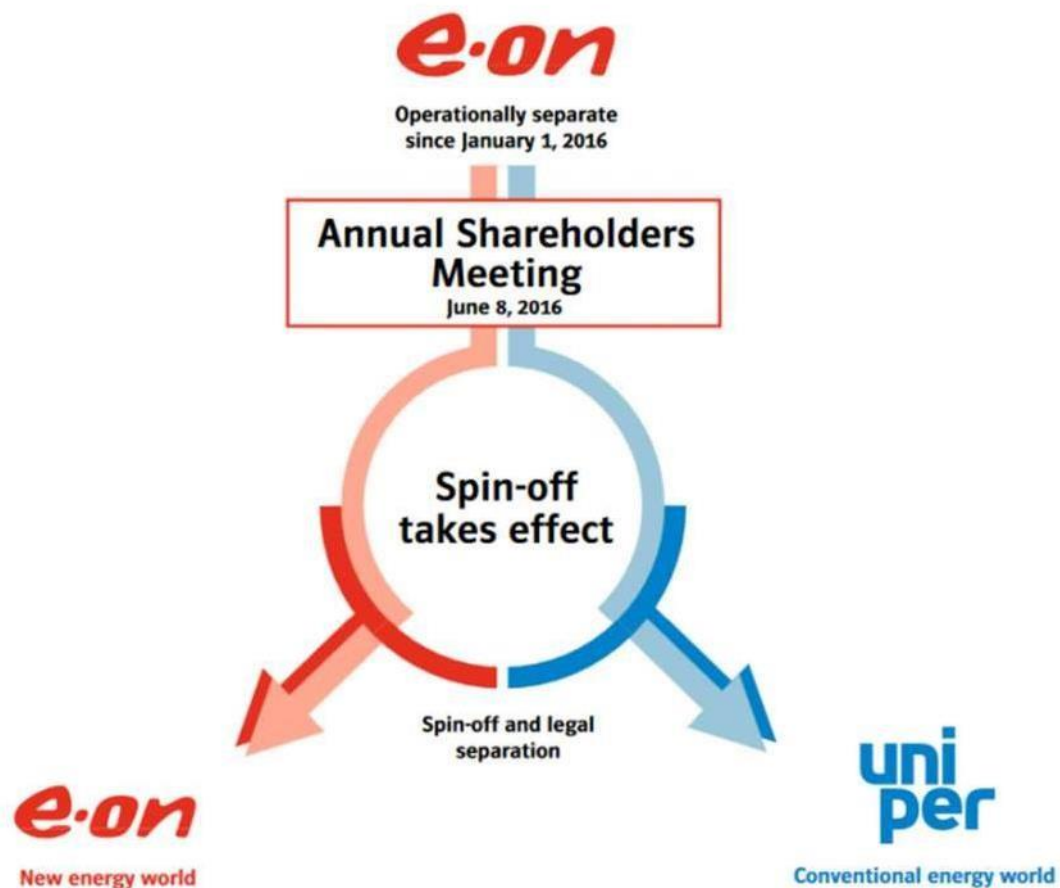 e·on
Operationally separate
since January 1, 2016
Annual Shareholders
Meeting
June 8, 2016
Spin-off
takes effect
Spin-off and legal
separation
e·on
New energy world
uni
per
Conventional energy world